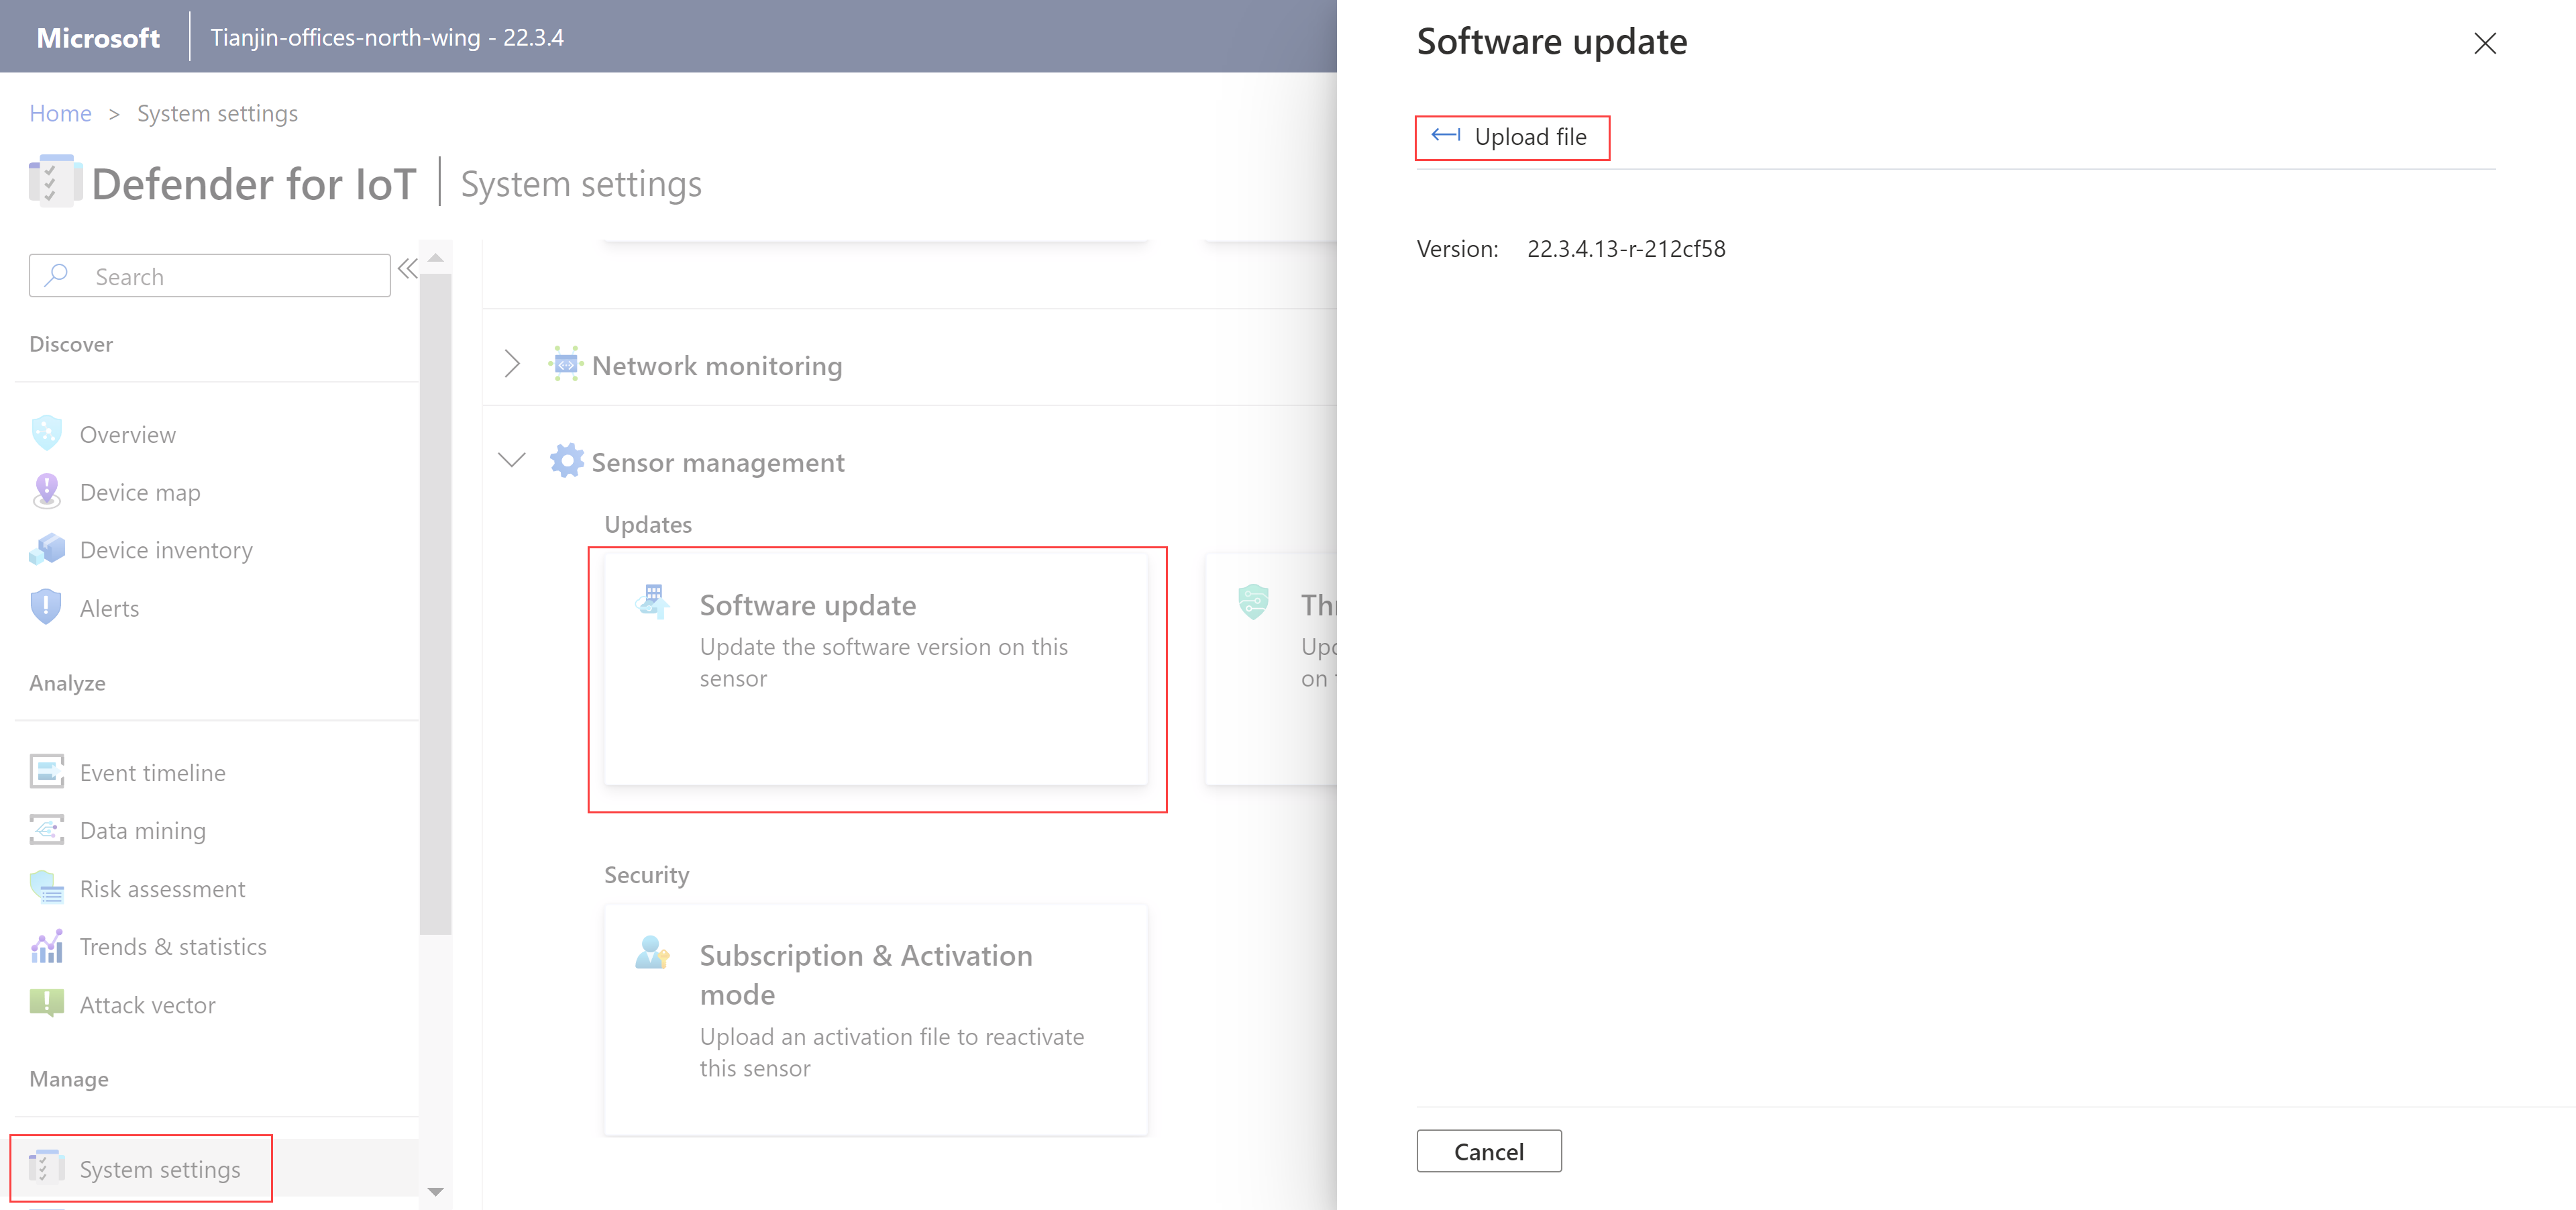 Microsoft
Tianjin-offices-north-wing - 22.3.4
Home > System settings
Defender for IoT
System settings
Search
Discover
Overview
Device map
Device inventory
Alerts
Analyze
Event timeline
Data mining
Risk assessment
Trends & statistics
Attack vector
Manage
System settings
Network monitoring
Sensor management
Updates
Software update
Update the software version on this
sensor
on
Security
Subscription & Activation
mode
Upload an activation file to reactivate
this sensor
Software update
Upload file
Version: 22.3.4.13-r-212cf58
Cancel